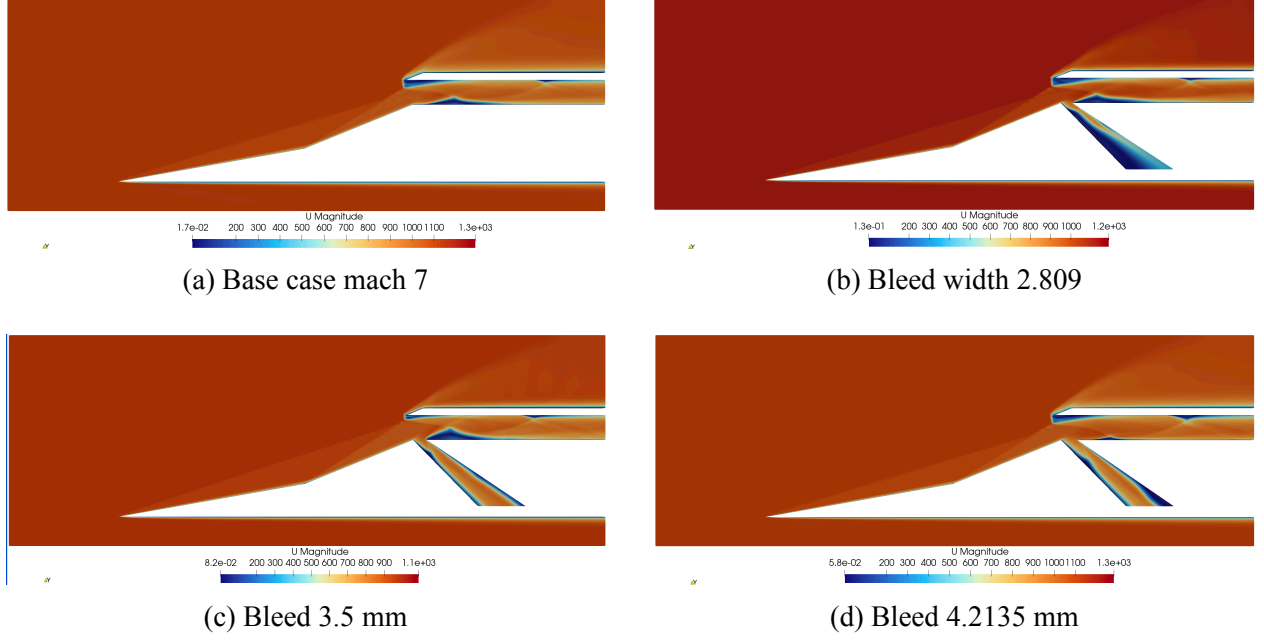 U Magnitude
1.7e-02 200 300 400 500 600 700 800 900 1000 1100 1.3e+03
(a) Base case mach 7
U Magnitude
1.3e-01 200 300 400 500 600 700 800 900 1000 1.2e+03
(b) Bleed width 2.809
U Magnitude
8.2e-02 200 300 400 500 600 700 800 900 1.1e+03
(c) Bleed 3.5 mm
U Magnitude
5.8e-02 200 300 400 500 600 700 800 900 1000 1100 1.3e+03
(d) Bleed 4.2135 mm